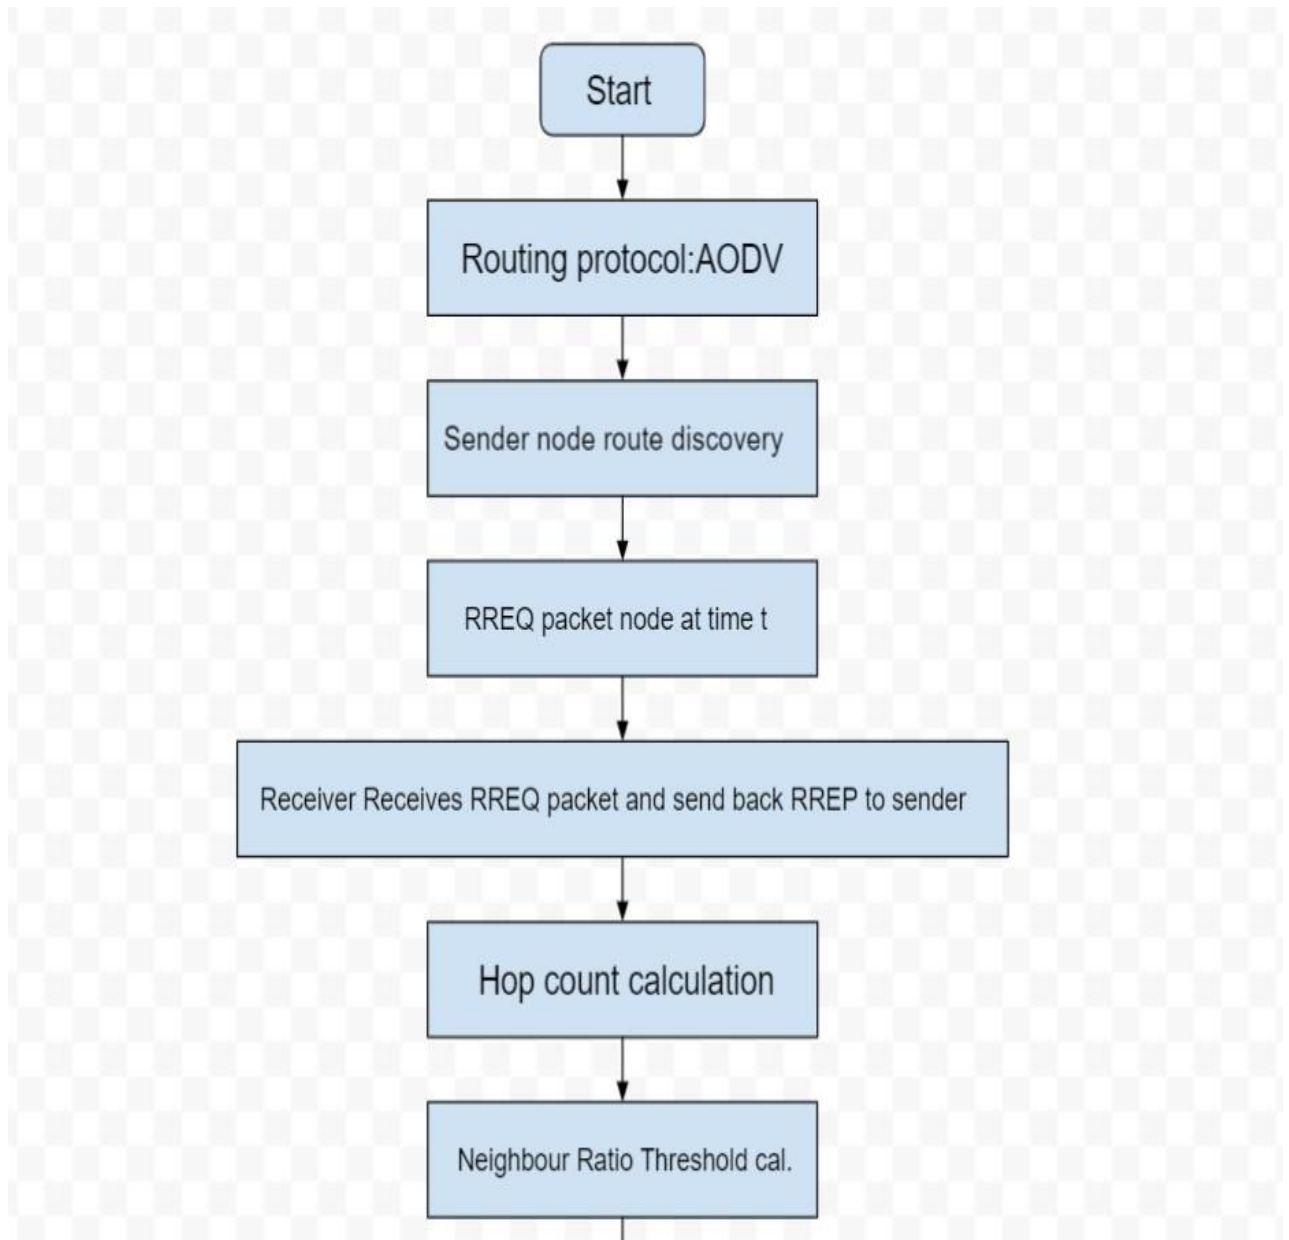 Start
Routing protocol:AODV
Sender node route discovery
RREQ packet node at time t
Receiver Receives RREQ packet and send back RREP to sender
Hop count calculation
Neighbour Ratio Threshold cal.